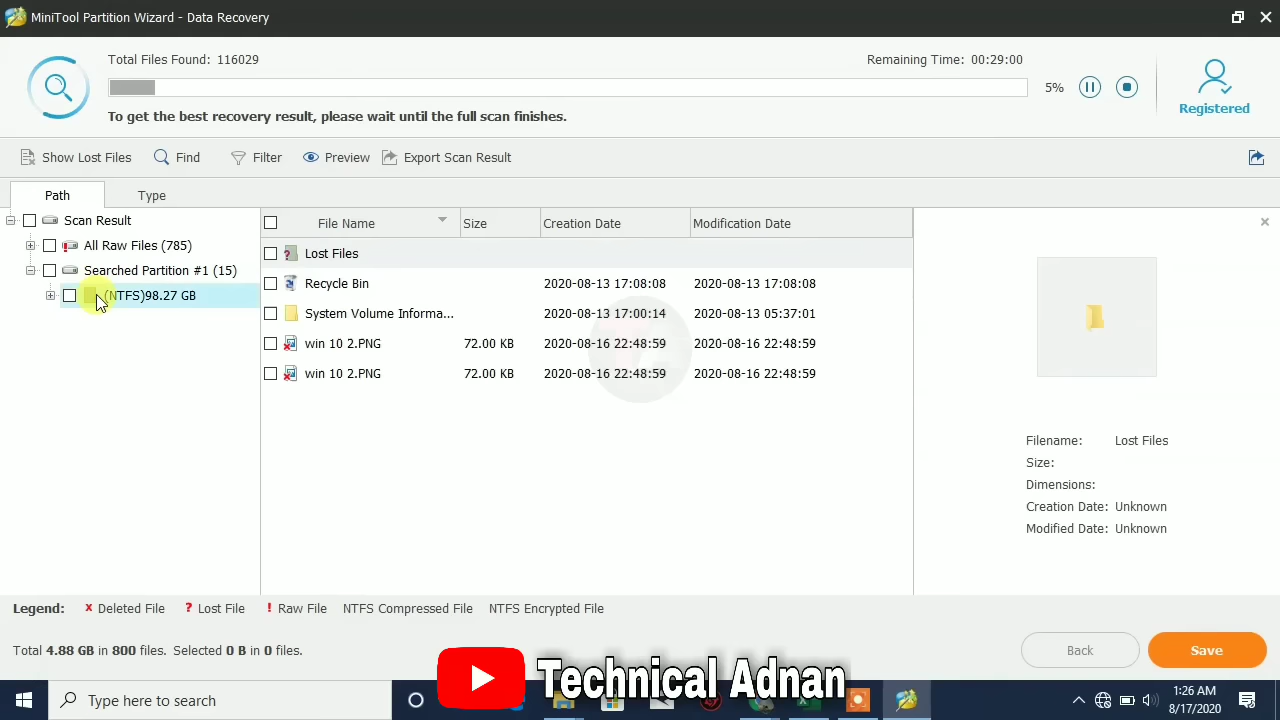 MiniTool Partition Wizard - Data Recovery
Total Files Found: 116029
Remaining Time: 00:29:00
5%
Registered
To get the best recovery result, please wait until the full scan finishes.
Show Lost Files Find Filter Preview Export Scan Result
Path Type
Scan Result
All Raw Files (785)
Searched Partition #1 (15)
(NTFS)98.27 GB
File Name Size Creation Date Modification Date
Lost Files
Recycle Bin 2020-08-13 17:08:08 2020-08-13 17:08:08
System Volume Informa... 2020-08-13 17:00:14 2020-08-13 05:37:01
win 10 2.PNG 72.00 KB 2020-08-16 22:48:59 2020-08-16 22:48:59
win 10 2.PNG 72.00 KB 2020-08-16 22:48:59 2020-08-16 22:48:59
Filename: Lost Files
Size:
Dimensions:
Creation Date: Unknown
Modified Date: Unknown
Legend: x Deleted File ? Lost File ! Raw File NTFS Compressed File NTFS Encrypted File
Total 4.88 GB in 800 files. Selected 0 B in 0 files.
Back Save
Technical Adnan
Type here to search
1:26 AM
8/17/2020